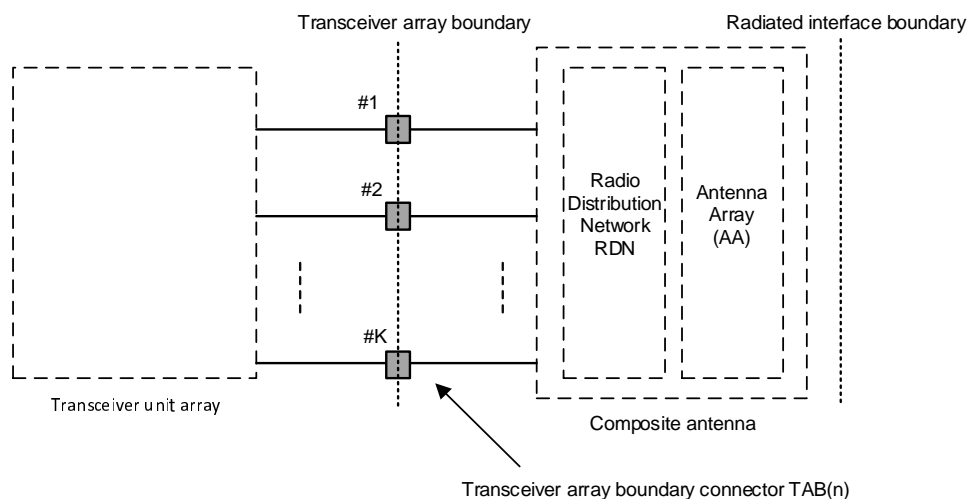 Transceiver array boundary
Radiated interface boundary
#1
#2
#K
Radio
Distribution
Network
RDN
Antenna
Array
(AA)
Transceiver unit array
Composite antenna
Transceiver array boundary connector TAB(n)